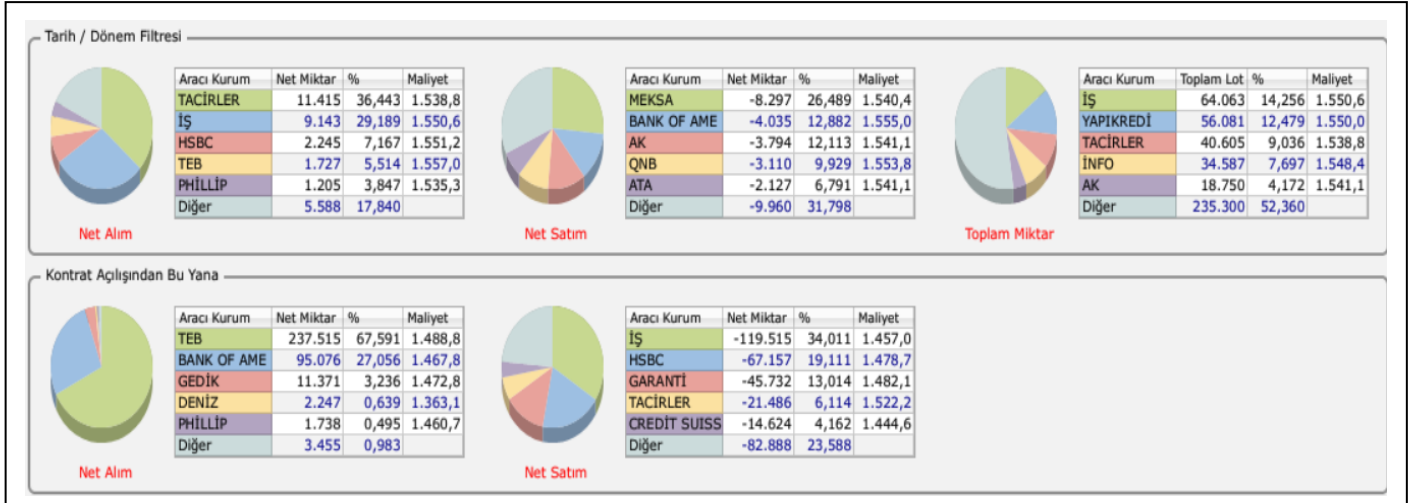 Tarih / Dönem Filtresi
Aracı Kurum Net Miktar % Maliyet
TACİRLER 11.415 36,443 1.538,8
İŞ 9.143 29,189 1.550,6
HSBC 2.245 7,167 1.551,2
TEB 1.727 5,514 1.557,0
PHİLLİP 1.205 3,847 1.535,3
Diğer 5.588 17,840
Net Alım
Aracı Kurum Net Miktar % Maliyet
MEKSA -8.297 26,489 1.540,4
BANK OF AME -4.035 12,882 1.555,0
AK -3.794 12,113 1.541,1
QNB -3.110 9,929 1.553,8
ATA -2.127 6,791 1.541,1
Diğer -9.960 31,798
Net Satım
Aracı Kurum Toplam Lot % Maliyet
İŞ 64.063 14,256 1.550,6
YAPIKREDİ 56.081 12,479 1.550,0
TACİRLER 40.605 9,036 1.538,8
İNFO 34.587 7,697 1.548,4
AK 18.750 4,172 1.541,1
Diğer 235.300 52,360
Toplam Miktar
Kontrat Açılışından Bu Yana
Aracı Kurum Net Miktar % Maliyet
TEB 237.515 67,591 1.488,8
BANK OF AME 95.076 27,056 1.467,8
GEDİK 11.371 3,236 1.472,8
DENİZ 2.247 0,639 1.363,1
PHİLLİP 1.738 0,495 1.460,7
Diğer 3.455 0,983
Net Alım
Aracı Kurum Net Miktar % Maliyet
İŞ -119.515 34,011 1.457,0
HSBC -67.157 19,111 1.478,7
GARANTİ -45.732 13,014 1.482,1
TACİRLER -21.486 6,114 1.522,2
CREDİT SUISS -14.624 4,162 1.444,6
Diğer -82.888 23,588
Net Satım